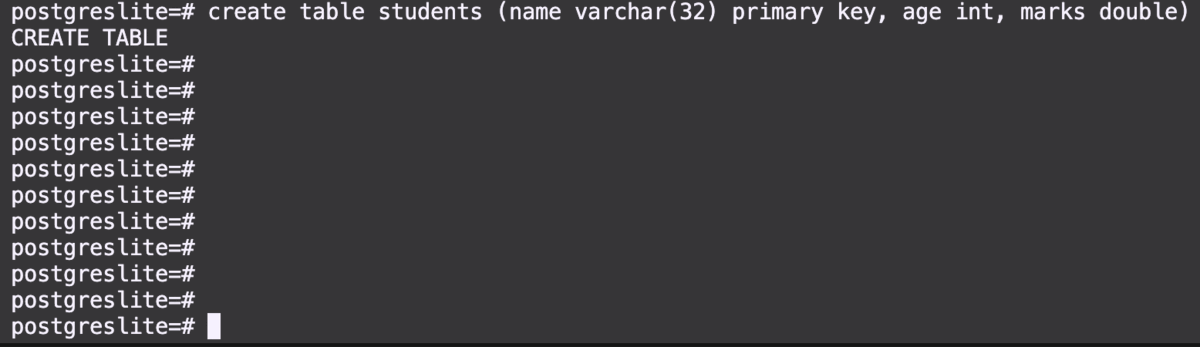 postgreslite=# create table students (name varchar(32) primary key, age int, marks double)
CREATE TABLE
postgreslite=#
postgreslite=#
postgreslite=#
postgreslite=#
postgreslite=#
postgreslite=#
postgreslite=#
postgreslite=#
postgreslite=#
postgreslite=#
postgreslite=#